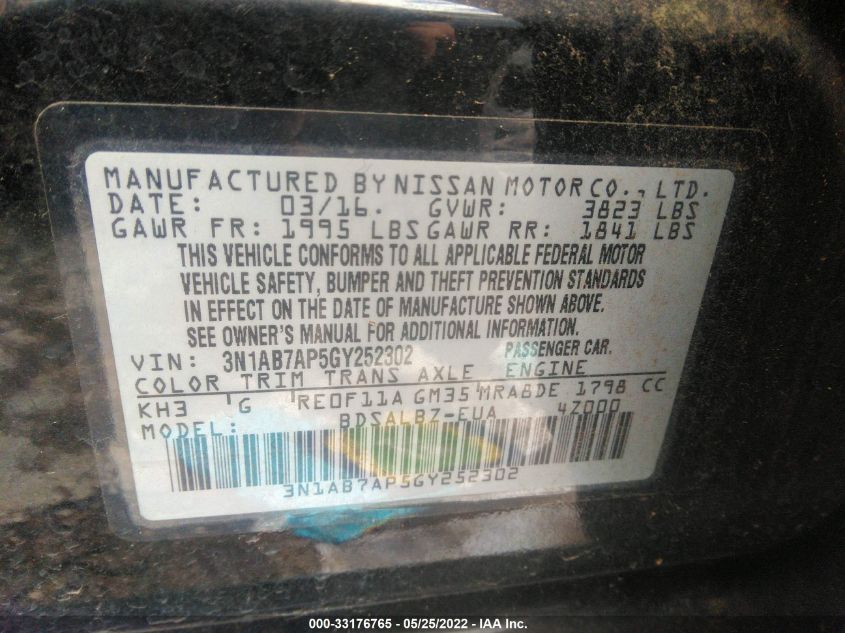 MANUFACTURED BY NISSAN MOTOR CO., LTD.
DATE: 03/16. GVWR: 3823 LBS
GAWR FR: 1995 LBS GAWR RR: 1841 LBS
THIS VEHICLE CONFORMS TO ALL APPLICABLE FEDERAL MOTOR
VEHICLE SAFETY, BUMPER AND THEFT PREVENTION STANDARDS
IN EFFECT ON THE DATE OF MANUFACTURE SHOWN ABOVE.
SEE OWNER'S MANUAL FOR ADDITIONAL INFORMATION.
VIN: 3N1AB7AP5GY252302 PASSENGER CAR.
COLOR TRIM TRANS AXLE ENGINE
KH3 G RE0F11A GM35 MRA8DE 1798 CC
MODEL: BDSALBZ-EUA 4Z000
3N1AB7AP5GY252302
000-33176765 - 05/25/2022 - IAA Inc.